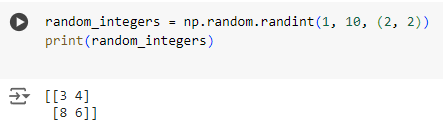 random_integers = np.random.randint(1, 10, (2, 2))
print(random_integers)
[[3 4]
 [8 6]]